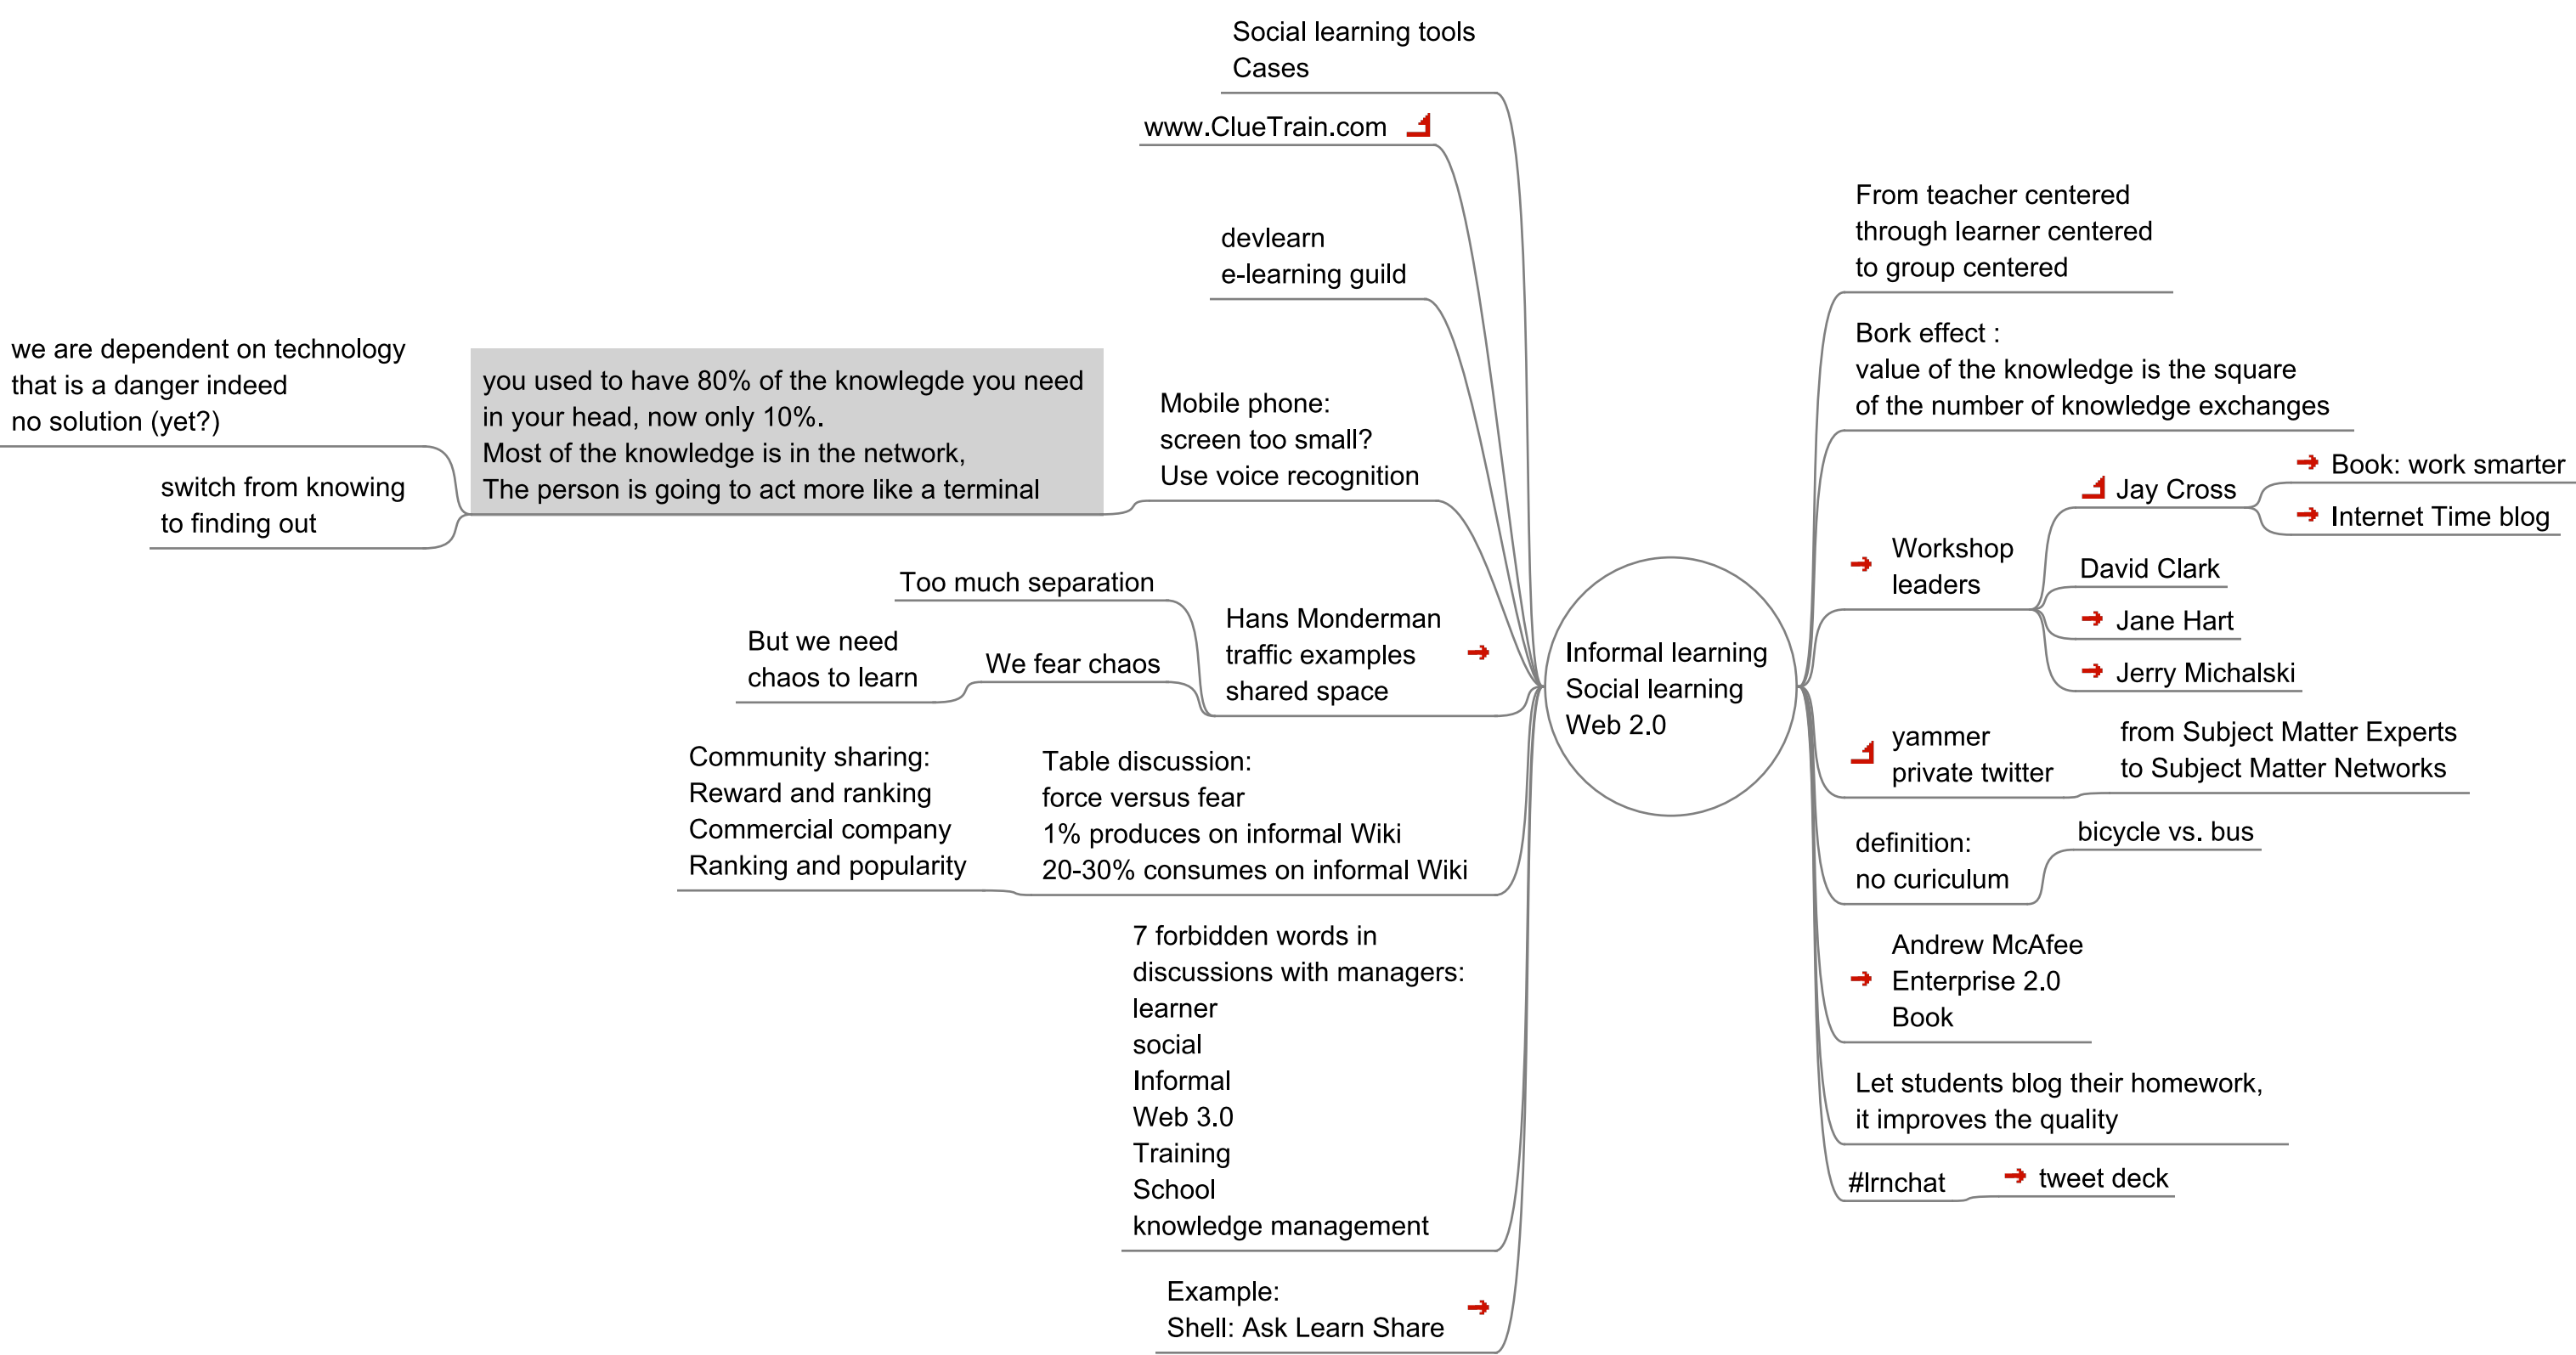 Informal learning
Social learning
Web 2.0
From teacher centered
through learner centered
to group centered
Bork effect :
value of the knowledge is the square
of the number of knowledge exchanges
Workshop
leaders
Jay Cross
Book: work smarter
Internet Time blog
David Clark
Jane Hart
Jerry Michalski
yammer
private twitter
from Subject Matter Experts
to Subject Matter Networks
definition:
no curiculum
bicycle vs. bus
Andrew McAfee
Enterprise 2.0
Book
Let students blog their homework,
it improves the quality
#lrnchat
tweet deck
Social learning tools
Cases
www.ClueTrain.com
devlearn
e-learning guild
Mobile phone:
screen too small?
Use voice recognition
you used to have 80% of the knowlegde you need
in your head, now only 10%.
Most of the knowledge is in the network,
The person is going to act more like a terminal
we are dependent on technology
that is a danger indeed
no solution (yet?)
switch from knowing
to finding out
Hans Monderman
traffic examples
shared space
Too much separation
We fear chaos
But we need
chaos to learn
Table discussion:
force versus fear
1% produces on informal Wiki
20-30% consumes on informal Wiki
Community sharing:
Reward and ranking
Commercial company
Ranking and popularity
7 forbidden words in
discussions with managers:
learner
social
Informal
Web 3.0
Training
School
knowledge management
Example:
Shell: Ask Learn Share